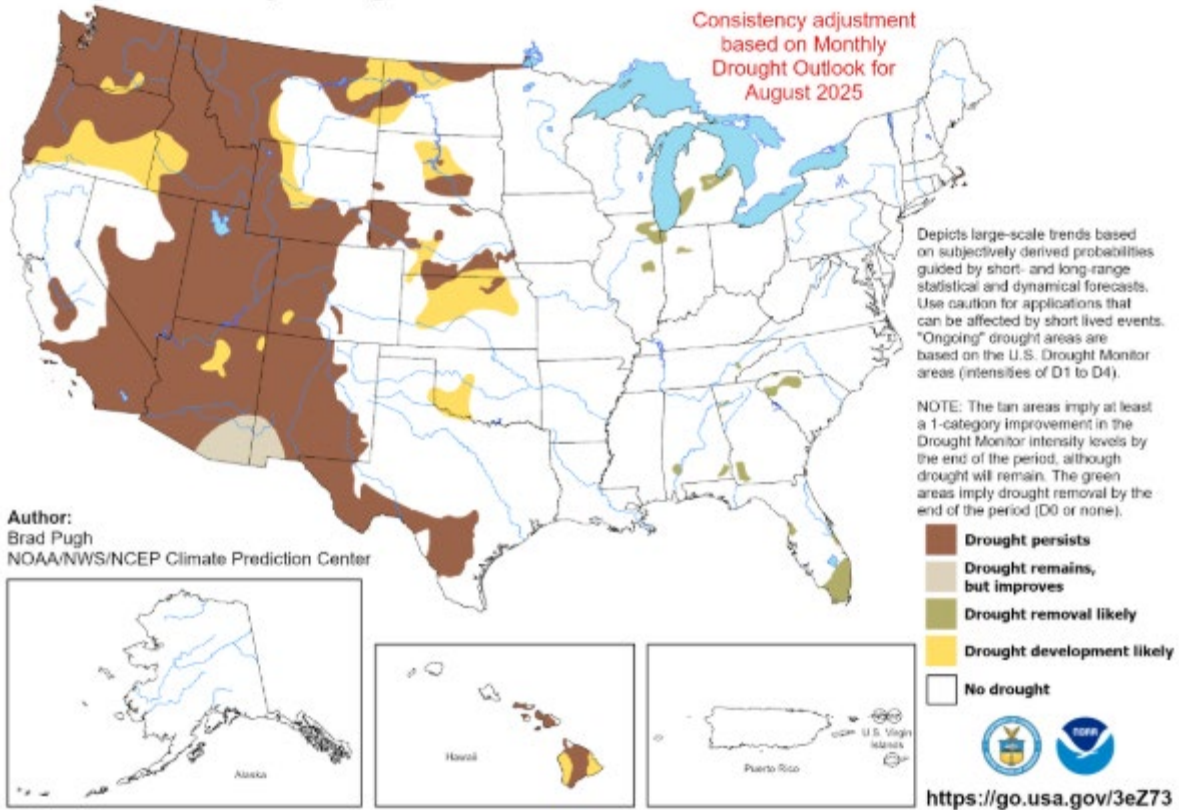 Consistency adjustment
based on Monthly
Drought Outlook for
August 2025
Depicts large-scale trends based
on subjectively derived probabilities
guided by short- and long-range
statistical and dynamical forecasts.
Use caution for applications that
can be affected by short lived events.
"Ongoing" drought areas are
based on the U.S. Drought Monitor
areas (intensities of D1 to D4).
NOTE: The tan areas imply at least
a 1-category improvement in the
Drought Monitor intensity levels by
the end of the period, although
drought will remain. The green
areas imply drought removal by the
end of the period (D0 or none).
Author:
Brad Pugh
NOAA/NWS/NCEP Climate Prediction Center
Drought persists
Drought remains,
but improves
Drought removal likely
Drought development likely
No drought
Alaska
Hawaii
Puerto Rico
U.S. Virgin
Islands
NOAA
https://go.usa.gov/3eZ73